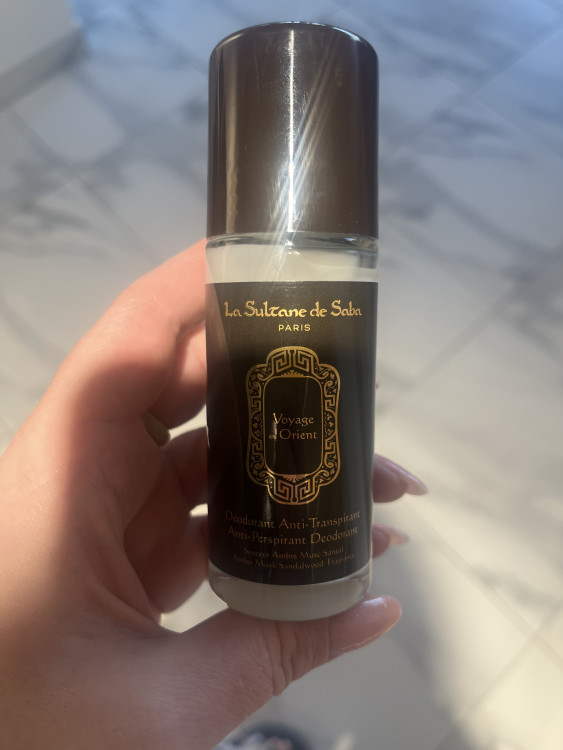 La Sultane de Saba
PARIS
Voyage
d'Orient
Déodorant Anti-Transpirant
Anti-Perspirant Deodorant
Senteur Ambre Musc Santal
Amber Musk Sandalwood Fragrance